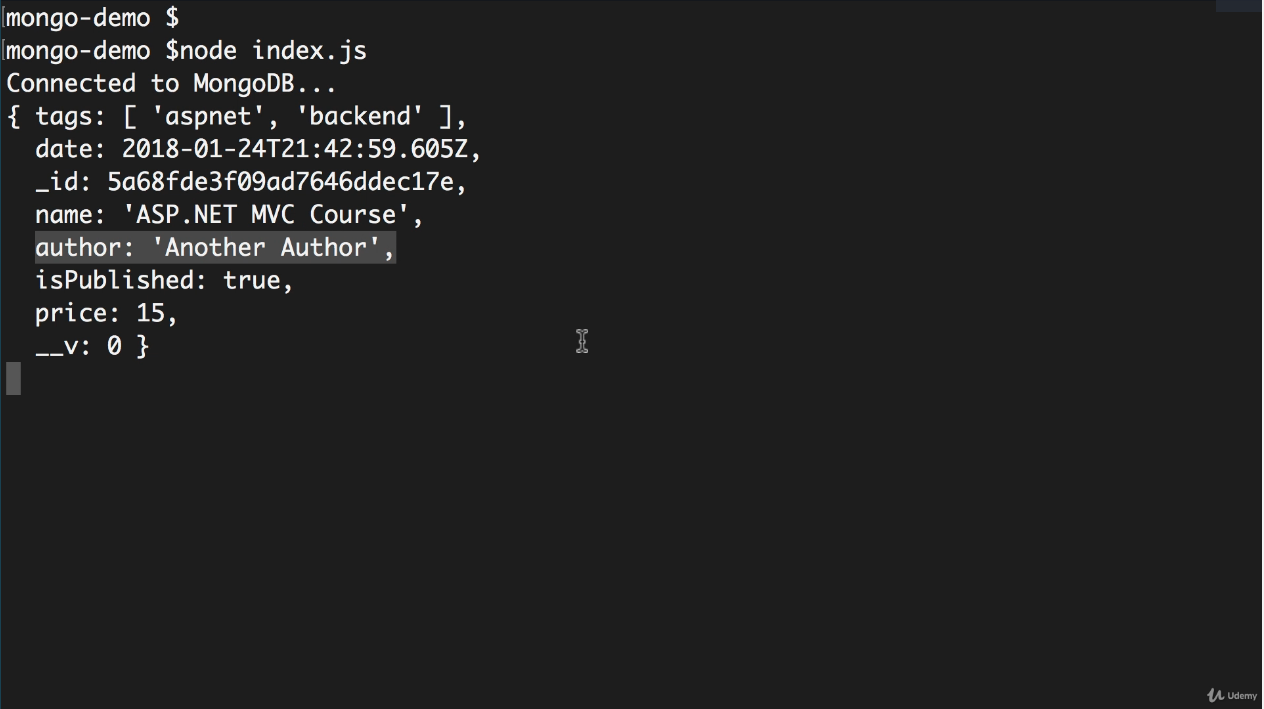 mongo-demo $
mongo-demo $node index.js
Connected to MongoDB...
{ tags: [ 'aspnet', 'backend' ],
  date: 2018-01-24T21:42:59.605Z,
  _id: 5a68fde3f09ad7646ddec17e,
  name: 'ASP.NET MVC Course',
  author: 'Another Author',
  isPublished: true,
  price: 15,
  __v: 0 }
Udemy